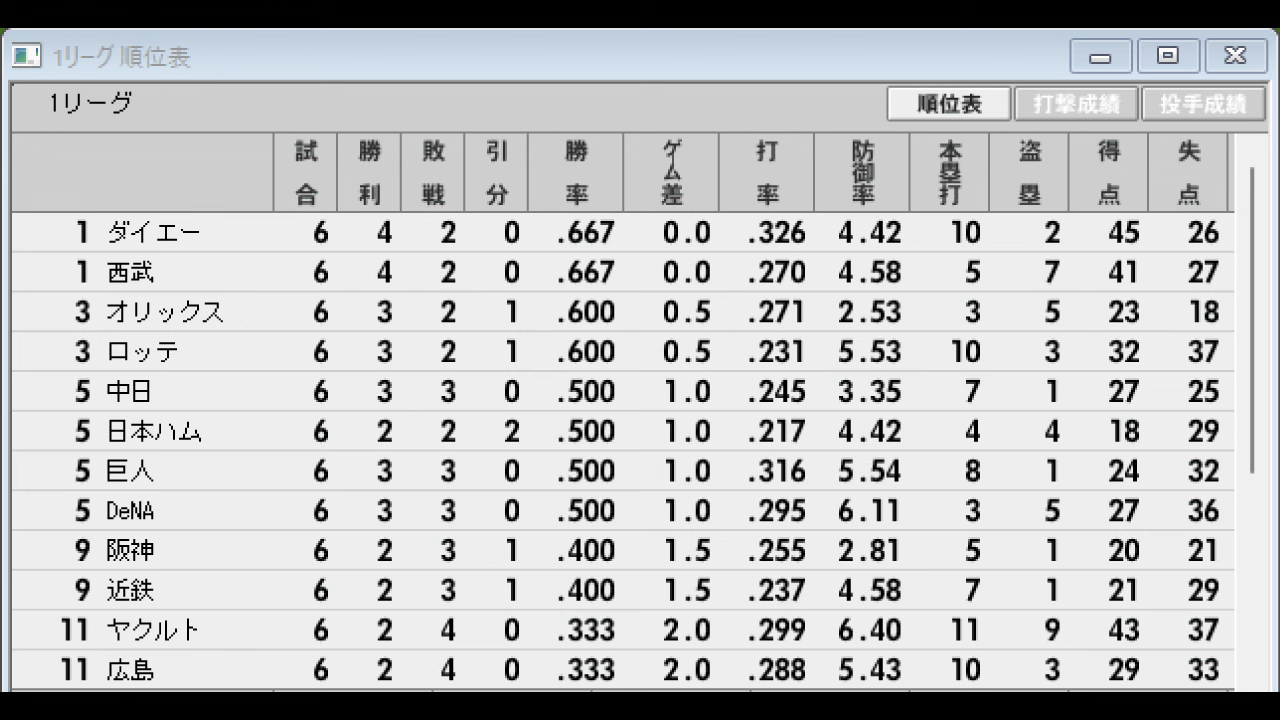 1リーグ 順位表
1リーグ 順位表 打撃成績 投手成績
試合 勝利 敗戦 引分 勝率 ゲーム差 打率 防御率 本塁打 盗塁 得点 失点
1 ダイエー 6 4 2 0 .667 0.0 .326 4.42 10 2 45 26
1 西武 6 4 2 0 .667 0.0 .270 4.58 5 7 41 27
3 オリックス 6 3 2 1 .600 0.5 .271 2.53 3 5 23 18
3 ロッテ 6 3 2 1 .600 0.5 .231 5.53 10 3 32 37
5 中日 6 3 3 0 .500 1.0 .245 3.35 7 1 27 25
5 日本ハム 6 2 2 2 .500 1.0 .217 4.42 4 4 18 29
5 巨人 6 3 3 0 .500 1.0 .316 5.54 8 1 24 32
5 DeNA 6 3 3 0 .500 1.0 .295 6.11 3 5 27 36
9 阪神 6 2 3 1 .400 1.5 .255 2.81 5 1 20 21
9 近鉄 6 2 3 1 .400 1.5 .237 4.58 7 1 21 29
11 ヤクルト 6 2 4 0 .333 2.0 .299 6.40 11 9 43 37
11 広島 6 2 4 0 .333 2.0 .288 5.43 10 3 29 33